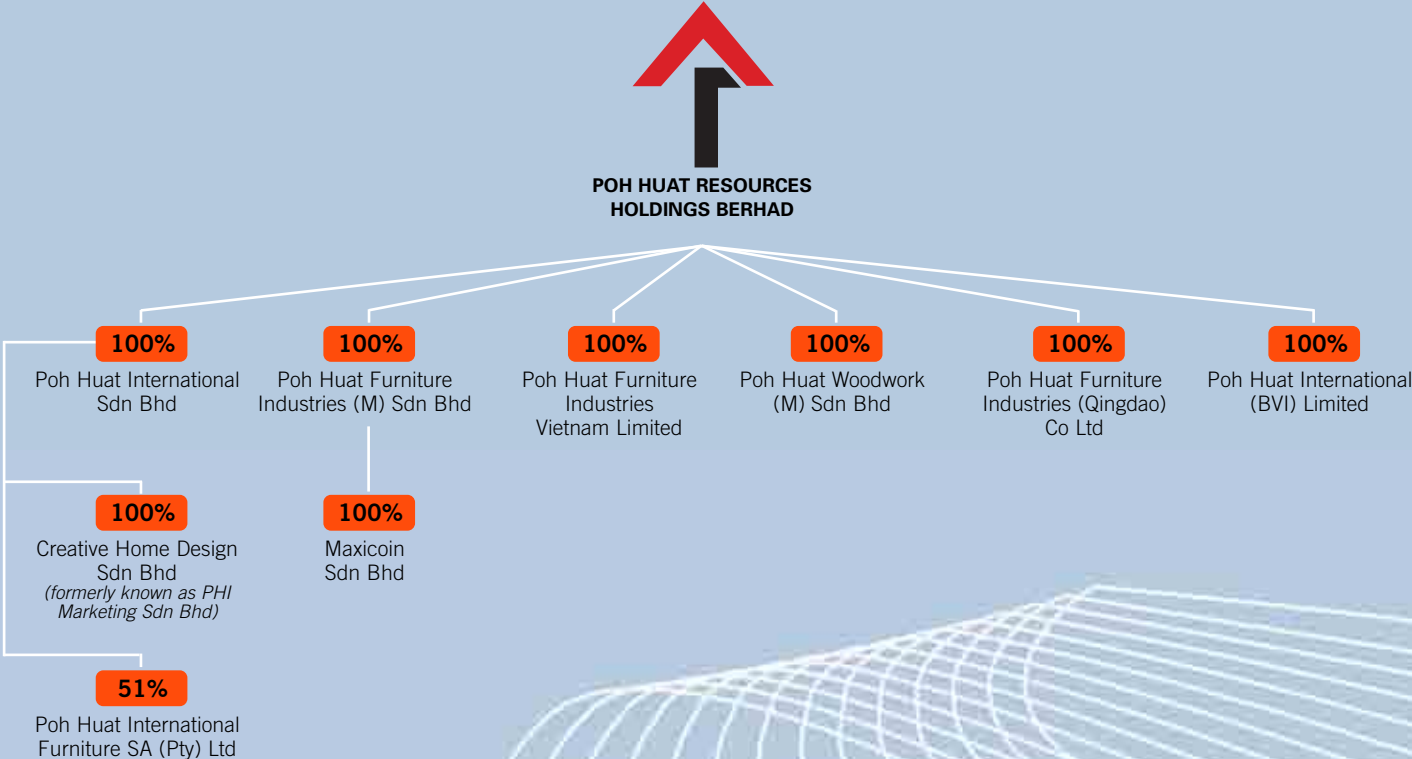 POH HUAT RESOURCES
HOLDINGS BERHAD
100%
Poh Huat International
Sdn Bhd
100%
Poh Huat Furniture
Industries (M) Sdn Bhd
100%
Poh Huat Furniture
Industries
Vietnam Limited
100%
Poh Huat Woodwork
(M) Sdn Bhd
100%
Poh Huat Furniture
Industries (Qingdao)
Co Ltd
100%
Poh Huat International
(BVI) Limited
100%
Creative Home Design
Sdn Bhd
(formerly known as PHI
Marketing Sdn Bhd)
100%
Maxicoin
Sdn Bhd
51%
Poh Huat International
Furniture SA (Pty) Ltd